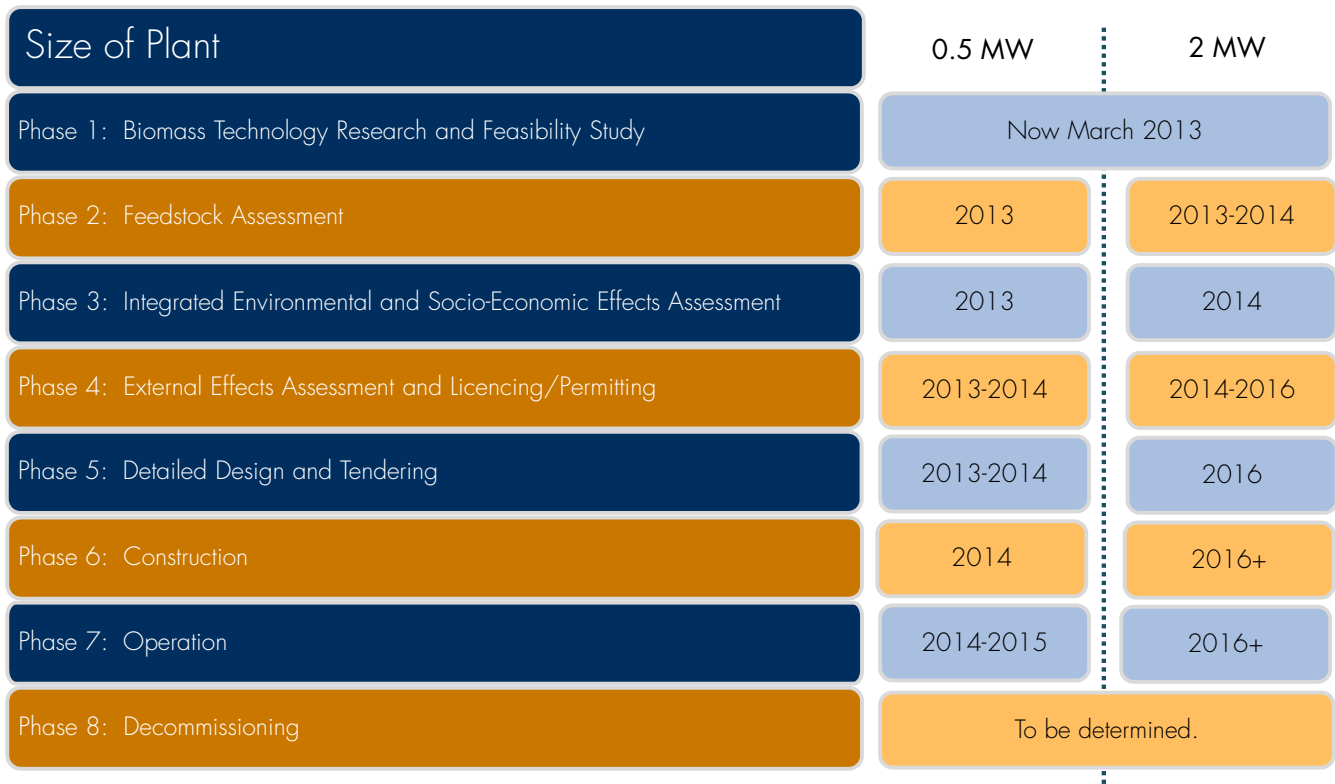 Size of Plant 0.5 MW 2 MW
Phase 1: Biomass Technology Research and Feasibility Study Now March 2013
Phase 2: Feedstock Assessment 2013 2013-2014
Phase 3: Integrated Environmental and Socio-Economic Effects Assessment 2013 2014
Phase 4: External Effects Assessment and Licencing/Permitting 2013-2014 2014-2016
Phase 5: Detailed Design and Tendering 2013-2014 2016
Phase 6: Construction 2014 2016+
Phase 7: Operation 2014-2015 2016+
Phase 8: Decommissioning To be determined.